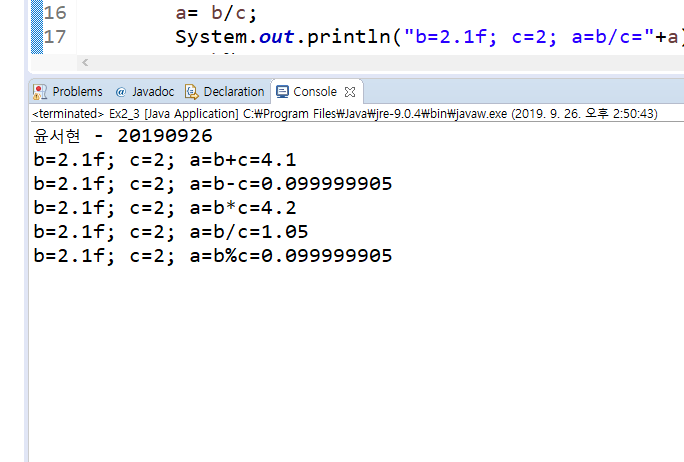 16 a= b/c;
17 System.out.println("b=2.1f; c=2; a=b/c="+a)
Problems @ Javadoc Declaration Console
<terminated> Ex2_3 [Java Application] C:₩Program Files₩Java₩jre-9.0.4₩bin₩javaw.exe (2019. 9. 26. 오후 2:50:43)
윤서현 - 20190926
b=2.1f; c=2; a=b+c=4.1
b=2.1f; c=2; a=b-c=0.099999905
b=2.1f; c=2; a=b*c=4.2
b=2.1f; c=2; a=b/c=1.05
b=2.1f; c=2; a=b%c=0.099999905